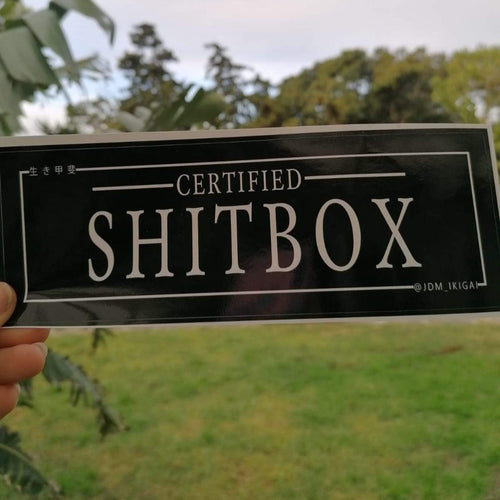 生き甲斐
CERTIFIED
SHITBOX
@JDM_IKIGAI